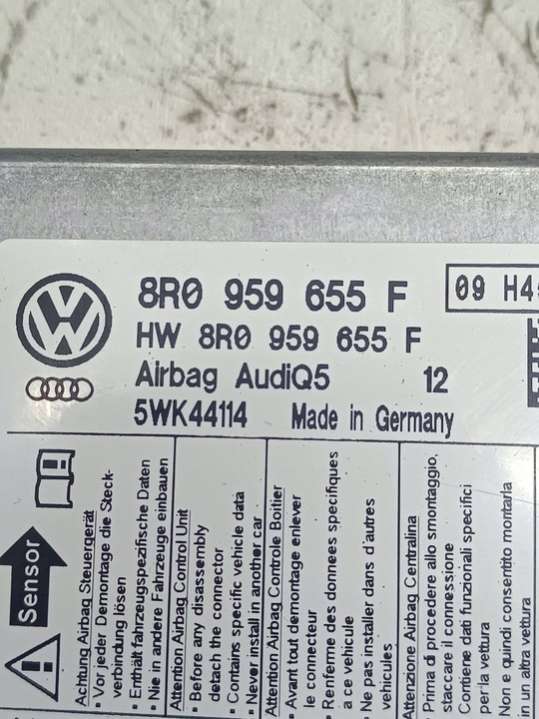 8R0 959 655 F
09 H4
HW 8R0 959 655 F
Airbag AudiQ5 12
5WK44114 Made in Germany
Sensor
Achtung Airbag Steuergerät
• Vor jeder Demontage die Steck-
verbindung lösen
• Enthält fahrzeugspezifische Daten
• Nie in andere Fahrzeuge einbauen
Attention Airbag Control Unit
• Before any disassembly
detach the connector
• Contains specific vehicle data
• Never install in another car
Attention Airbag Controle Boitier
• Avant tout demontage enlever
le connecteur
• Renferme des donnees specifiques
a ce vehicule
• Ne pas installer dans d'autres
vehicules
Attenzione Airbag Centralina
Prima di procedere allo smontaggio,
staccare il connessione
Contiene dati funzionali specifici
per la vettura
Non e quindi consentito montarla
in un altra vettura